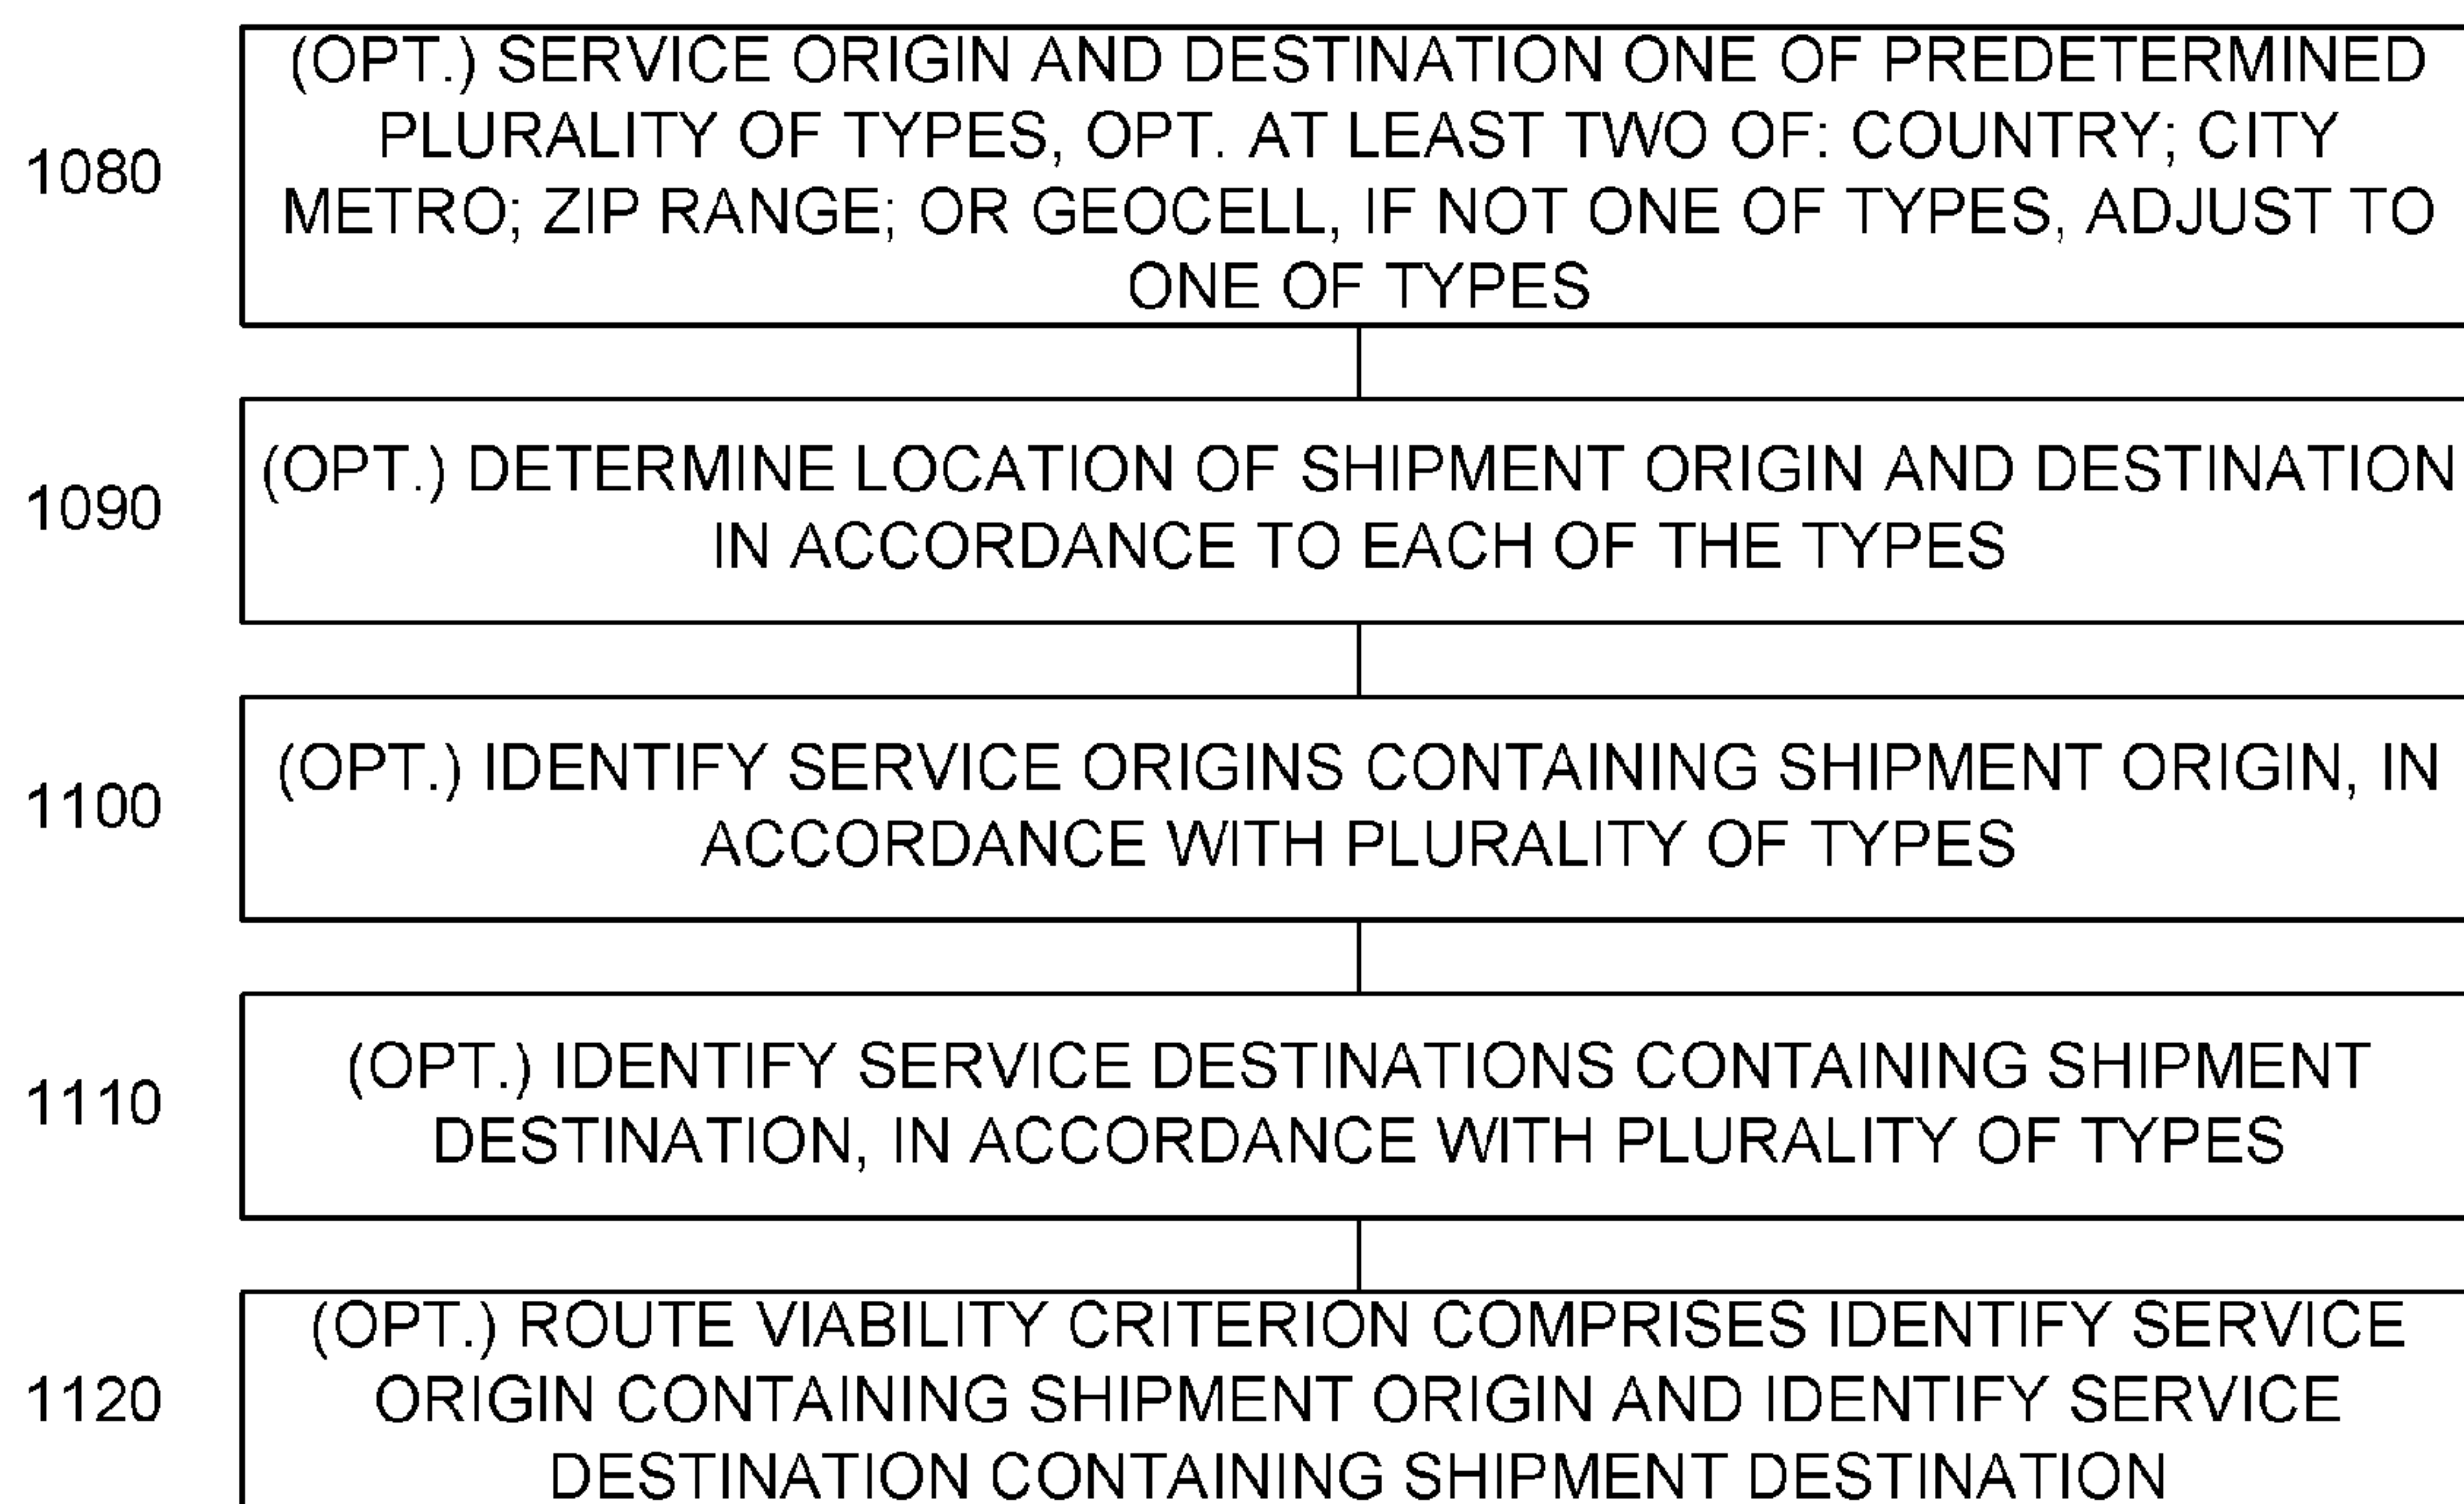 (OPT.) SERVICE ORIGIN AND DESTINATION ONE OF PREDETERMINED
PLURALITY OF TYPES, OPT. AT LEAST TWO OF: COUNTRY; CITY
1080
METRO; ZIP RANGE; OR GEOCELL, IF NOT ONE OF TYPES, ADJUST TO
ONE OF TYPES
(OPT.) DETERMINE LOCATION OF SHIPMENT ORIGIN AND DESTINATION
1090
IN ACCORDANCE TO EACH OF THE TYPES
(OPT.) IDENTIFY SERVICE ORIGINS CONTAINING SHIPMENT ORIGIN, IN
1100
ACCORDANCE WITH PLURALITY OF TYPES
(OPT.) IDENTIFY SERVICE DESTINATIONS CONTAINING SHIPMENT
1110
DESTINATION, IN ACCORDANCE WITH PLURALITY OF TYPES
(OPT.) ROUTE VIABILITY CRITERION COMPRISES IDENTIFY SERVICE
1120
ORIGIN CONTAINING SHIPMENT ORIGIN AND IDENTIFY SERVICE
DESTINATION CONTAINING SHIPMENT DESTINATION